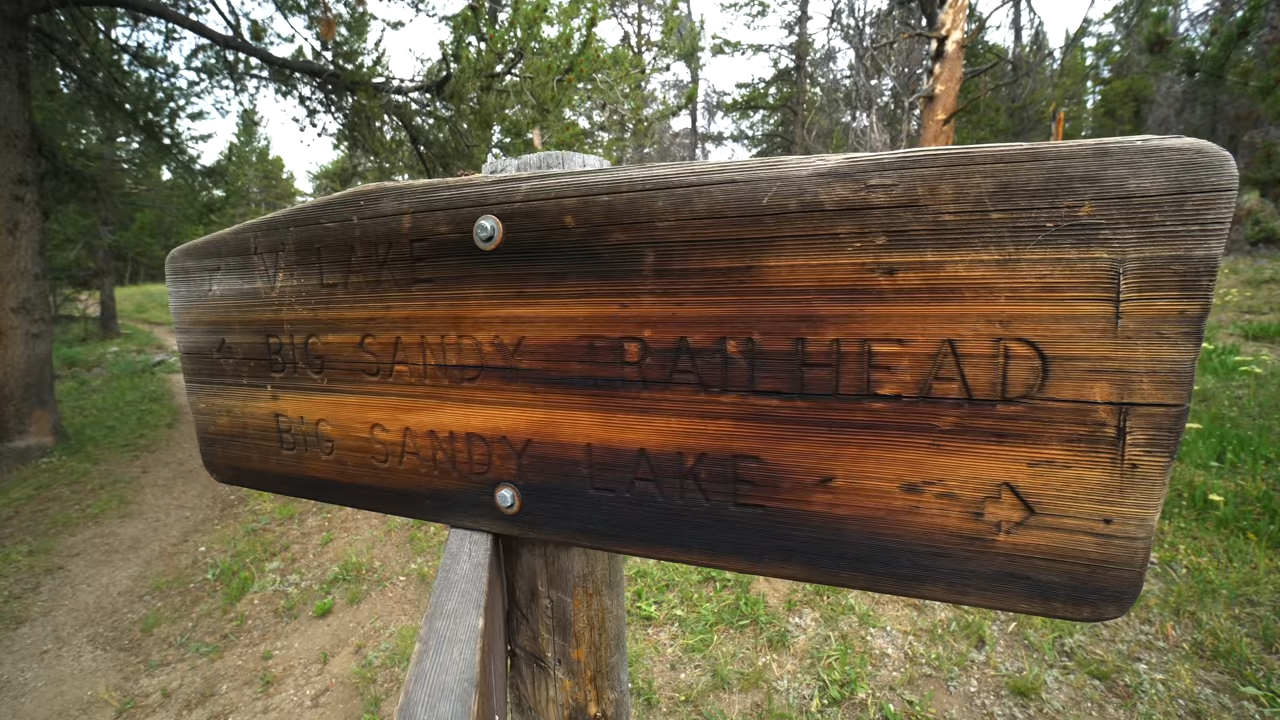 V LAKE
← BIG SANDY TRAILHEAD
BIG SANDY LAKE →